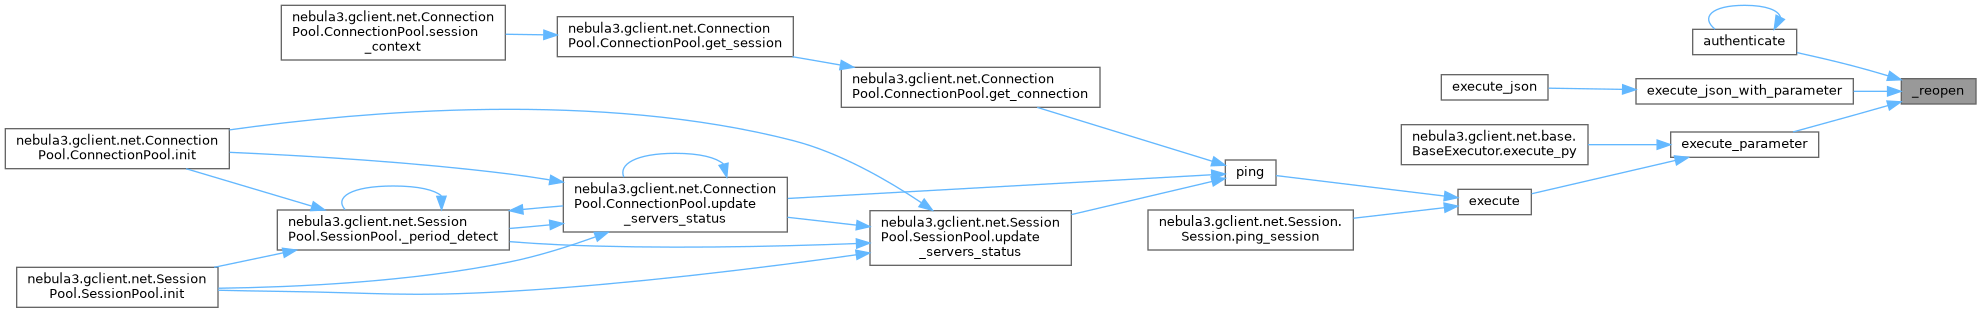 nebula3.gclient.net.Connection
Pool.ConnectionPool.session
_context
nebula3.gclient.net.Connection
Pool.ConnectionPool.get_session
authenticate
nebula3.gclient.net.Connection
Pool.ConnectionPool.get_connection
execute_json
execute_json_with_parameter
_reopen
nebula3.gclient.net.Connection
Pool.ConnectionPool.init
nebula3.gclient.net.base.
BaseExecutor.execute_py
execute_parameter
ping
nebula3.gclient.net.Connection
Pool.ConnectionPool.update
_servers_status
execute
nebula3.gclient.net.Session
Pool.SessionPool._period_detect
nebula3.gclient.net.Session
Pool.SessionPool.update
_servers_status
nebula3.gclient.net.Session.
Session.ping_session
nebula3.gclient.net.Session
Pool.SessionPool.init